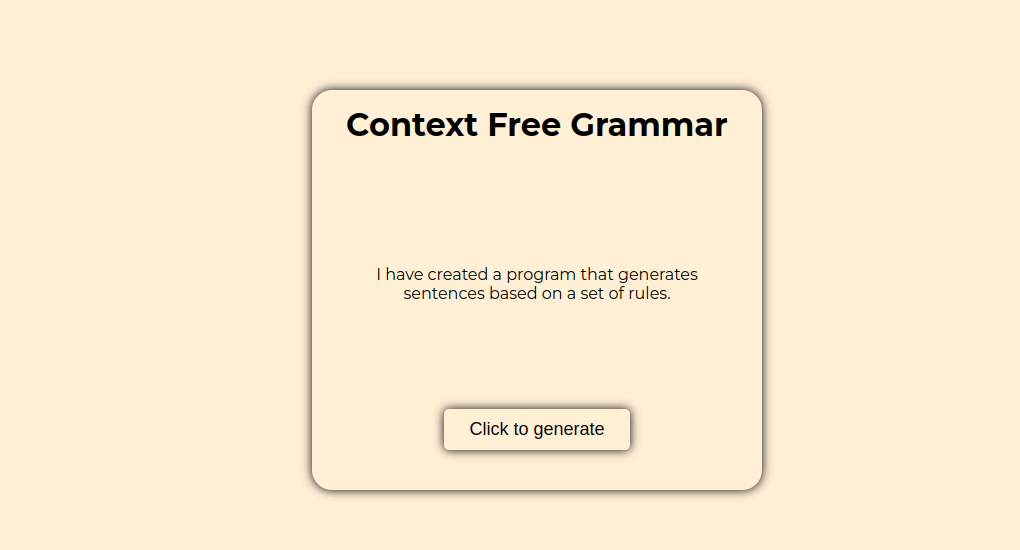 Context Free Grammar
I have created a program that generates
sentences based on a set of rules.
Click to generate